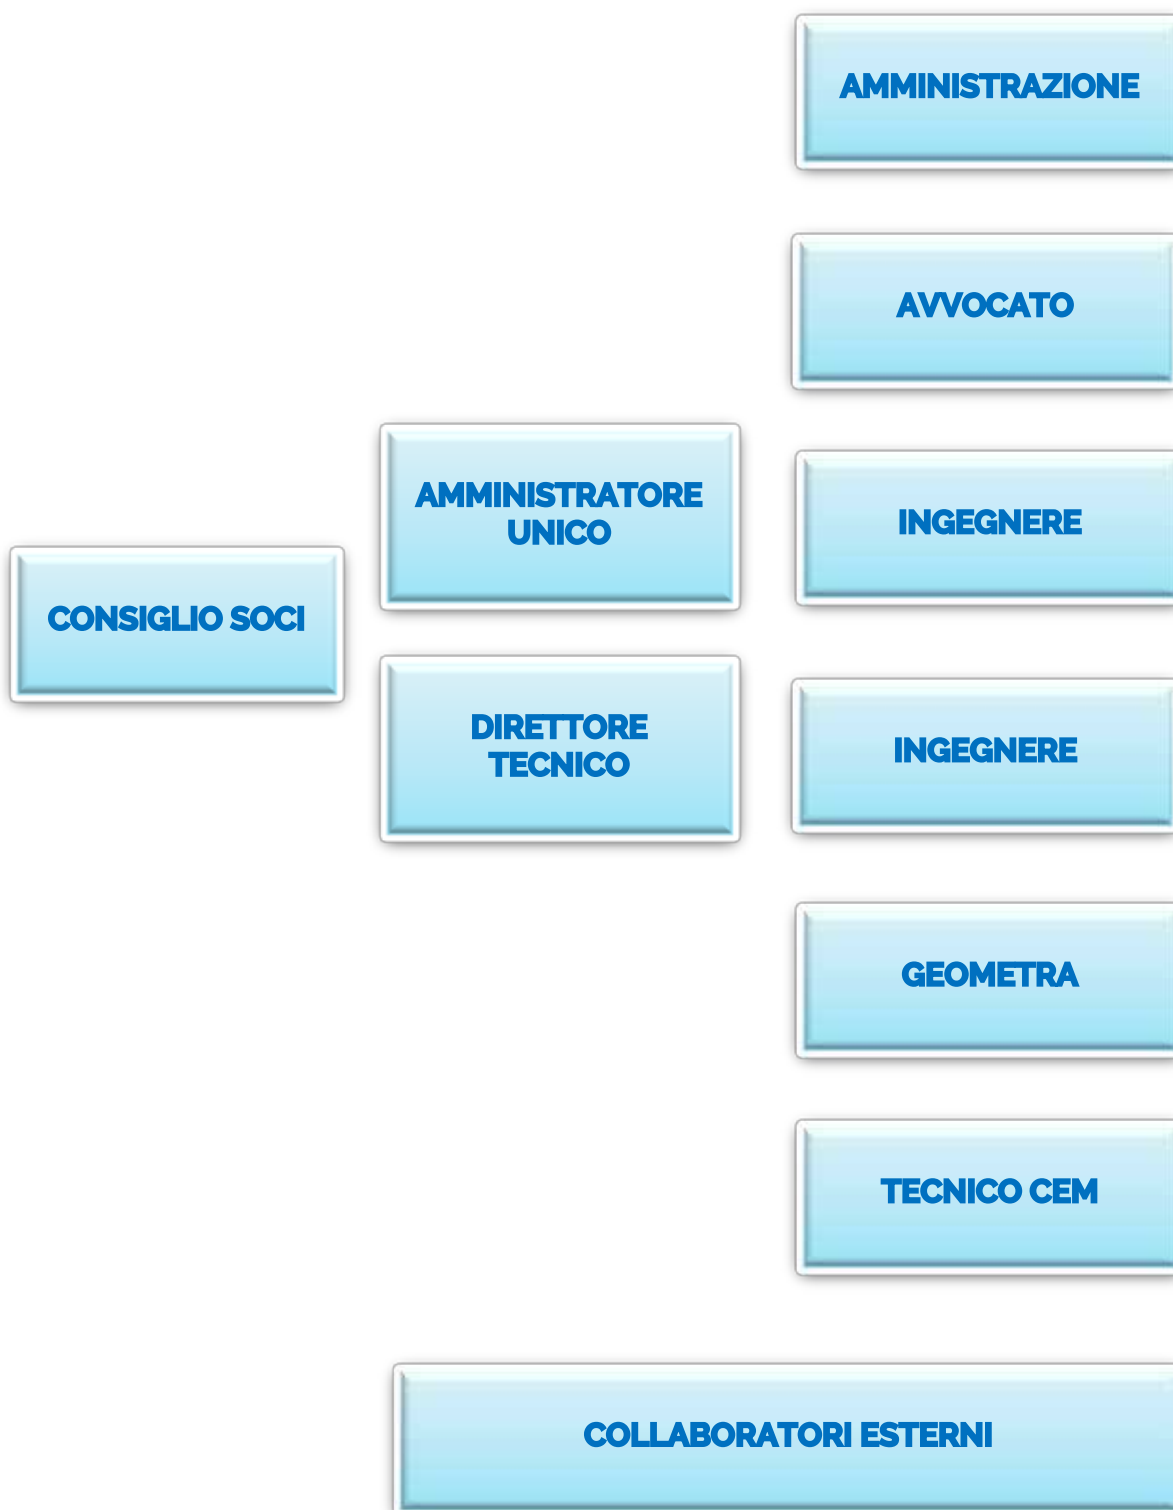 CONSIGLIO SOCI
AMMINISTRATORE
UNICO
DIRETTORE
TECNICO
AMMINISTRAZIONE
AVVOCATO
INGEGNERE
INGEGNERE
GEOMETRA
TECNICO CEM
COLLABORATORI ESTERNI